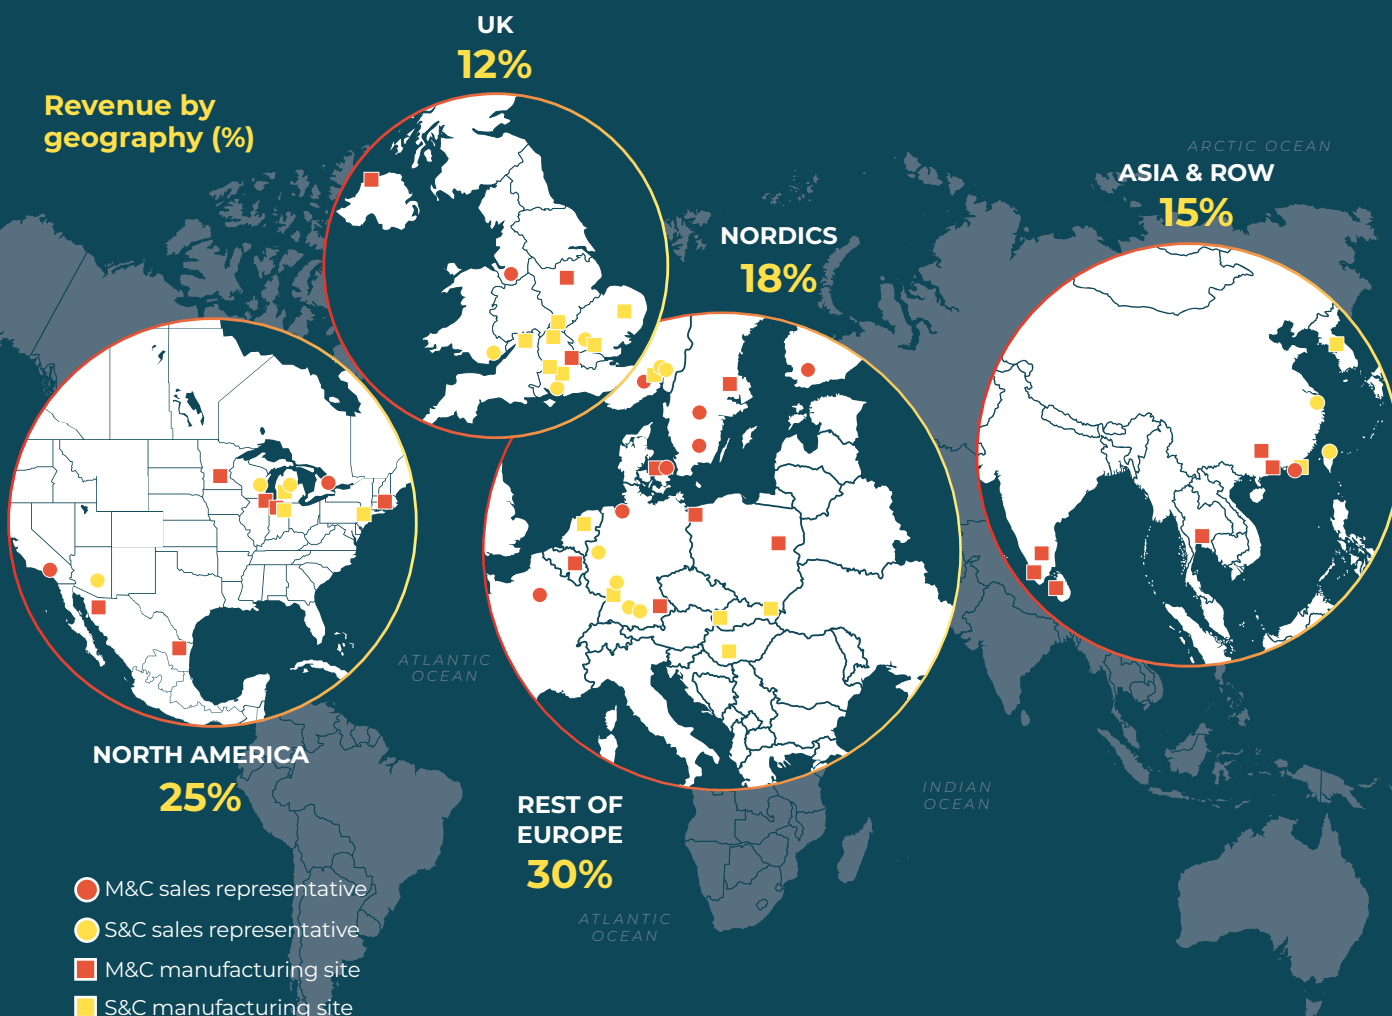 UK
12%
Revenue by
geography (%)
ARCTIC OCEAN
ASIA & ROW
15%
NORDICS
18%
ATLANTIC
OCEAN
NORTH AMERICA
25%
INDIAN
OCEAN
REST OF
EUROPE
30%
ATLANTIC
OCEAN
M&C sales representative
S&C sales representative
M&C manufacturing site
S&C manufacturing site